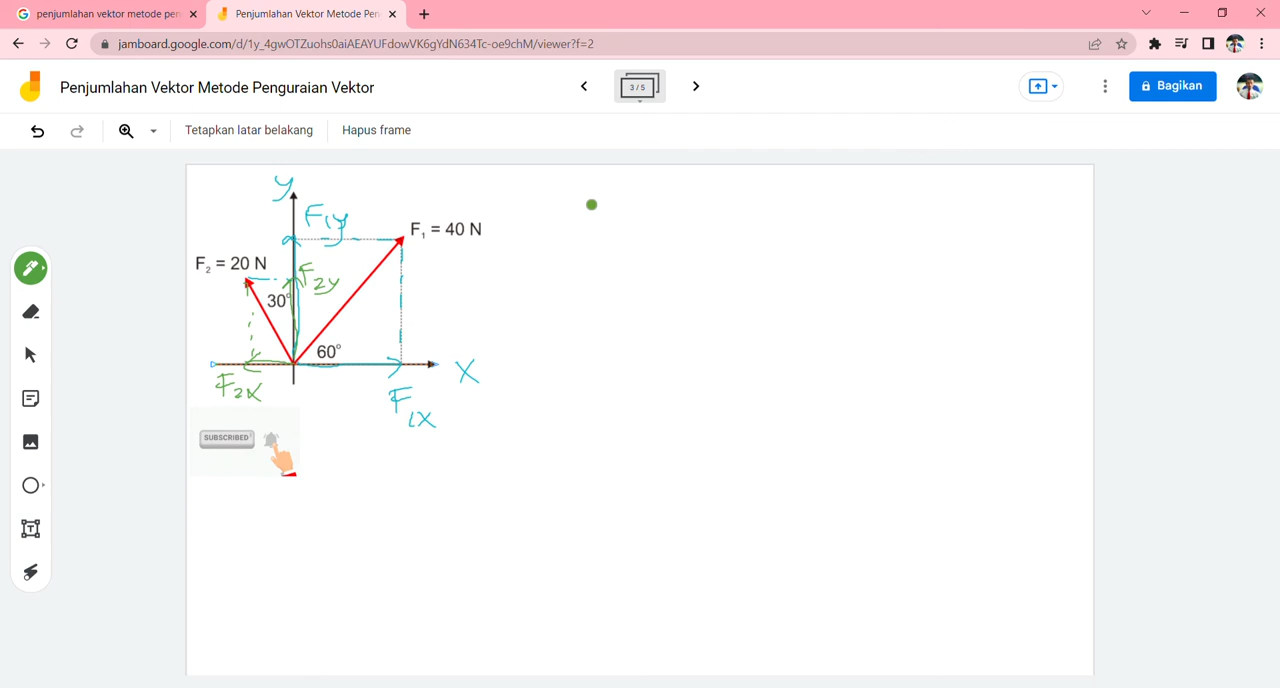 penjumlahan vektor metode pen
Penjumlahan Vektor Metode Pen
jamboard.google.com/d/1y_4gwOTZuohs0aiAEAYUFdowVK6gYdN634Tc-oe9chM/viewer?f=2
Penjumlahan Vektor Metode Penguraian Vektor
3 / 5
Bagikan
Tetapkan latar belakang
Hapus frame
y
F1y
F₁ = 40 N
F₂ = 20 N
F2y
30°
60°
X
F2X
F1X
SUBSCRIBED